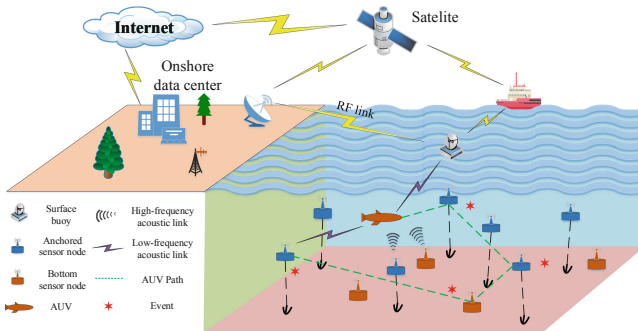 Internet
Satelite
Onshore
data center
RF link
Surface
buoy
High-frequency
acoustic link
Anchored
sensor node
Low-frequency
acoustic link
Bottom
sensor node
AUV Path
AUV
Event